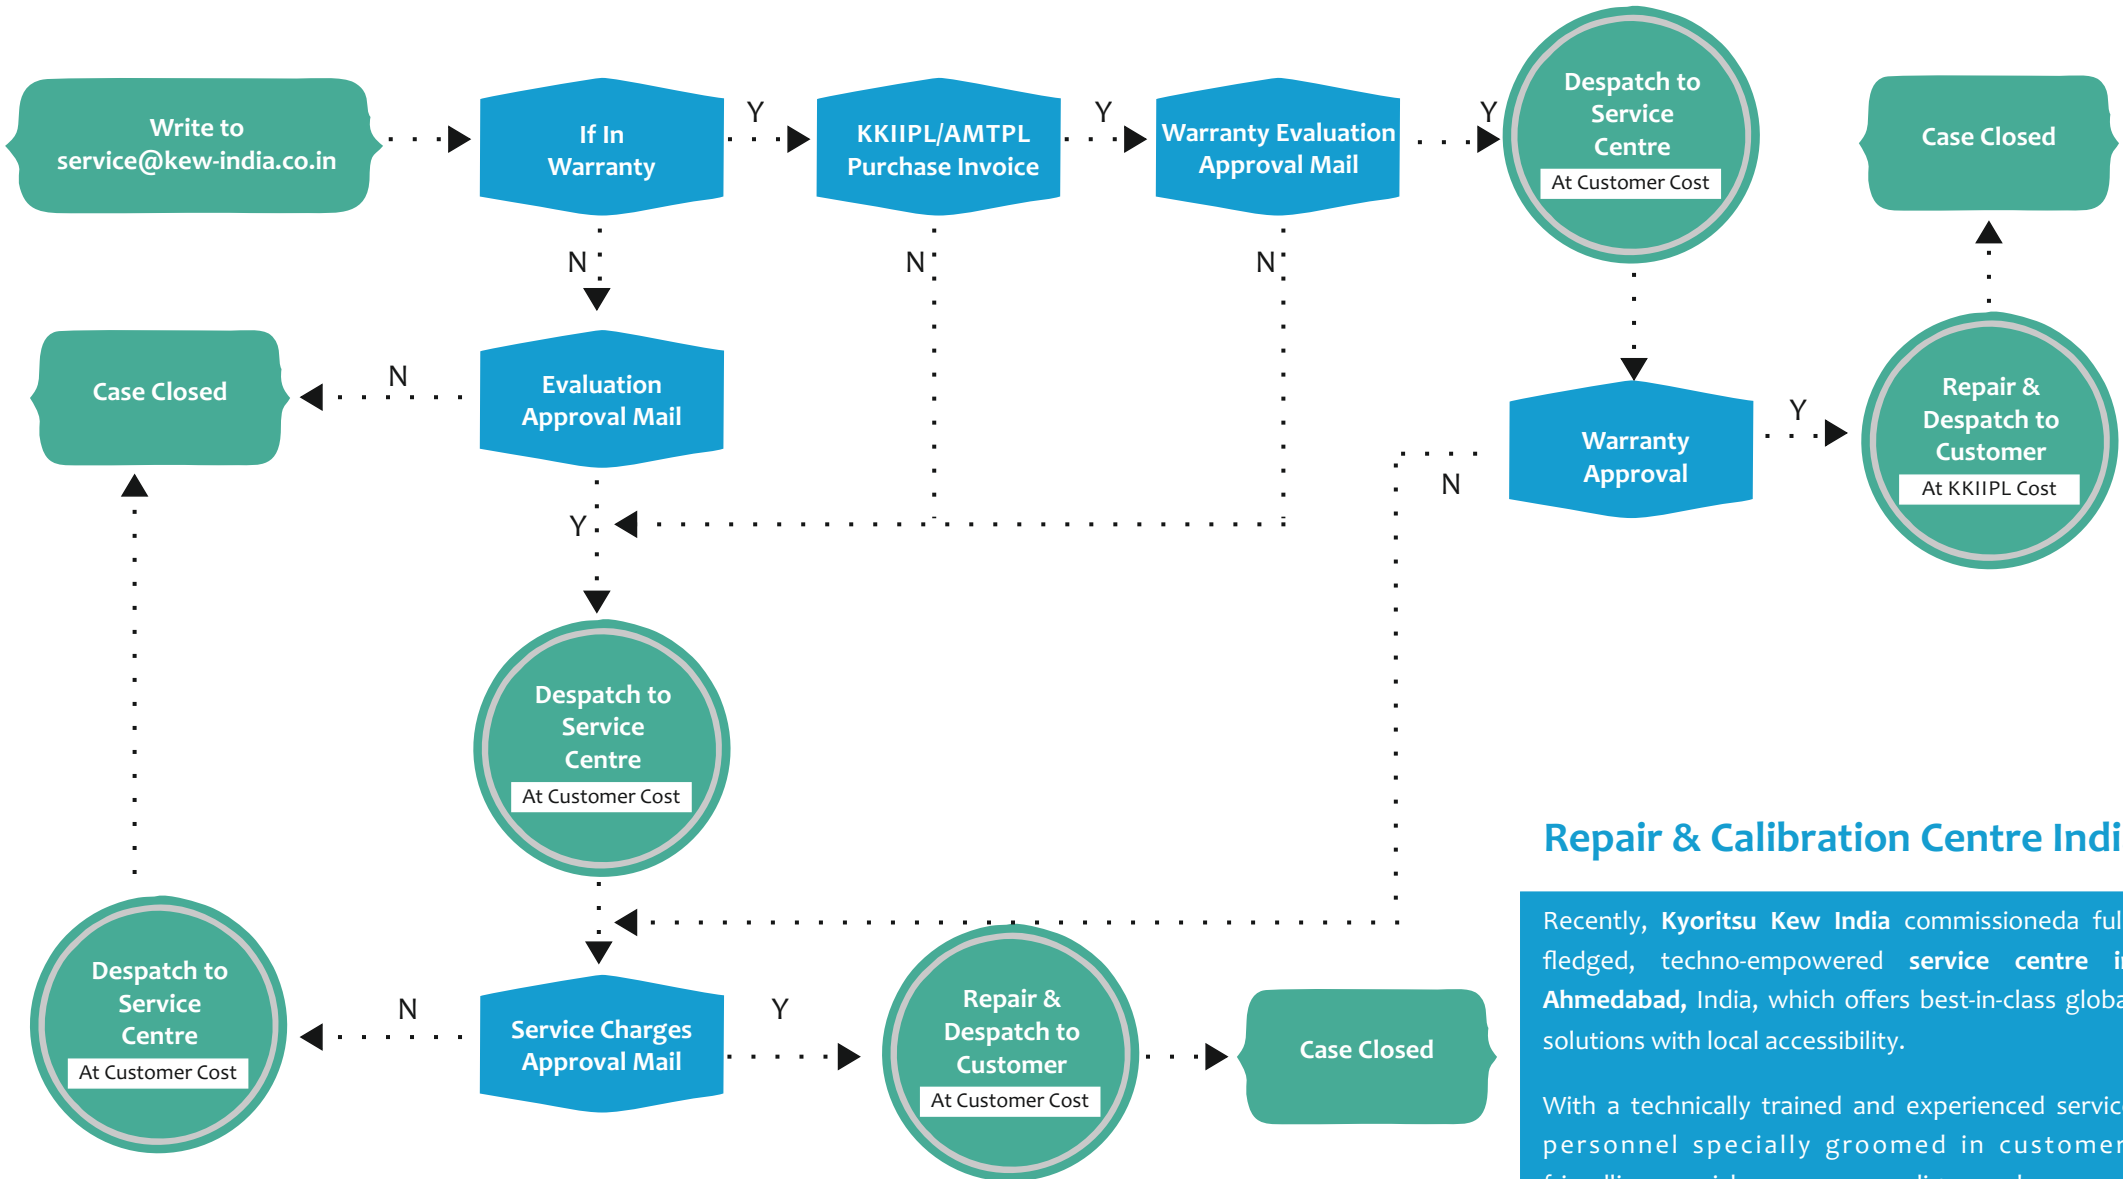 Write to
service@kew-india.co.in
If In
Warranty
Y
KKIIPL/AMTPL
Purchase Invoice
Y
Warranty Evaluation
Approval Mail
Y
Despatch to
Service
Centre
At Customer Cost
Case Closed
N
N
N
Case Closed
N
Evaluation
Approval Mail
Warranty
Approval
Y
Repair &
Despatch to
Customer
At KKIIPL Cost
N
Y
Despatch to
Service
Centre
At Customer Cost
Despatch to
Service
Centre
At Customer Cost
N
Service Charges
Approval Mail
Y
Repair &
Despatch to
Customer
At Customer Cost
Case Closed
Repair & Calibration Centre Indi
Recently, Kyoritsu Kew India commissioneda ful
fledged, techno-empowered service centre in
Ahmedabad, India, which offers best-in-class globa
solutions with local accessibility.
With a technically trained and experienced servic
personnel specially groomed in customer